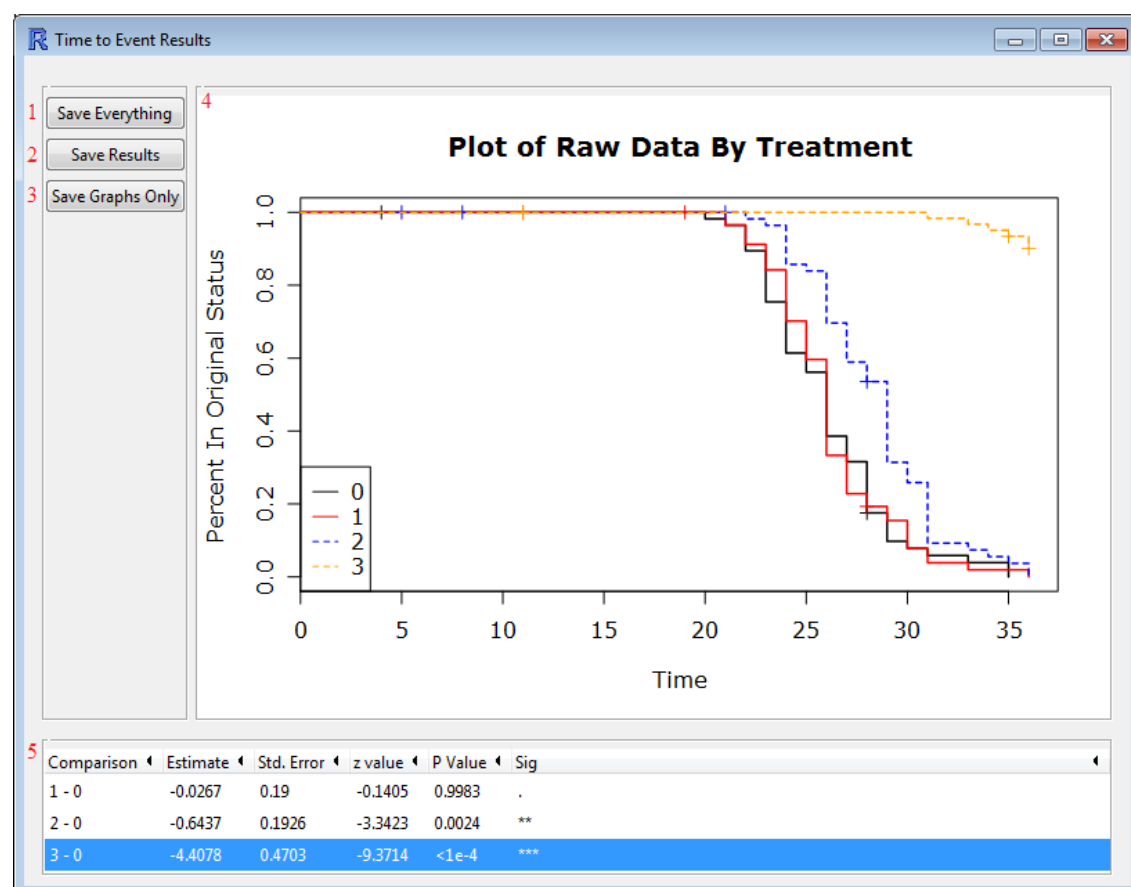 Time to Event Results
1 Save Everything
2 Save Results
3 Save Graphs Only
4
Plot of Raw Data By Treatment
Percent In Original Status
1.0
0.8
0.6
0.4
0.2
0.0
0
1
2
3
0 5 10 15 20 25 30 35
Time
5
Comparison Estimate Std. Error z value P Value Sig
1 - 0 -0.0267 0.19 -0.1405 0.9983 .
2 - 0 -0.6437 0.1926 -3.3423 0.0024 **
3 - 0 -4.4078 0.4703 -9.3714 <1e-4 ***